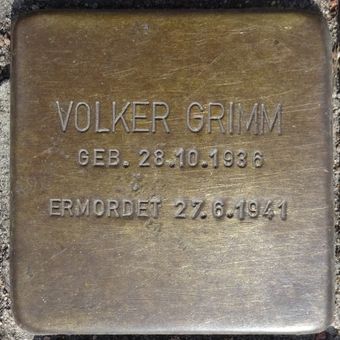 VOLKER GRIMM
GEB. 28.10.1936
ERMORDET 27.6.1941